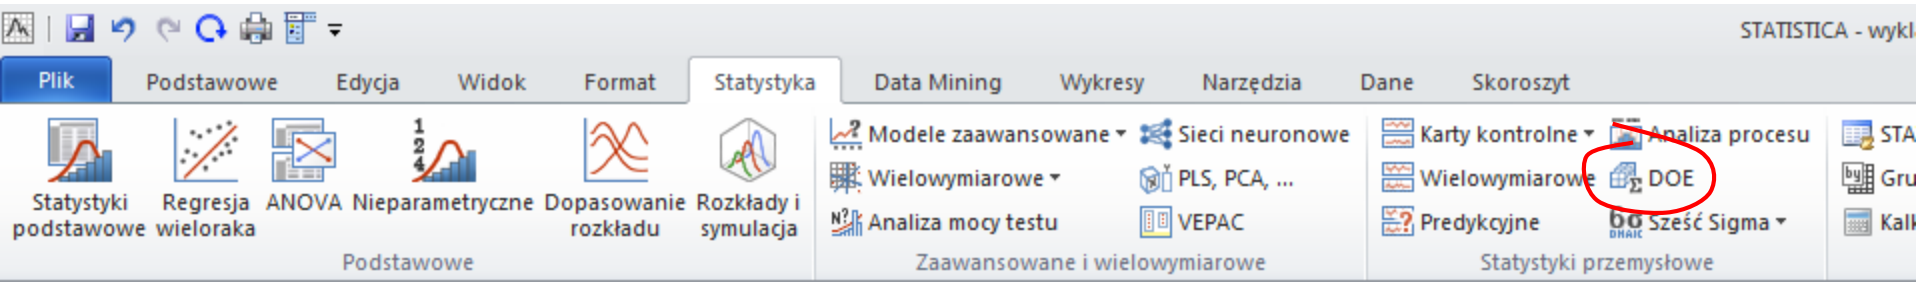 STATISTICA - wykl
Plik Podstawowe Edycja Widok Format Statystyka Data Mining Wykresy Narzędzia Dane Skoroszyt
Statystyki podstawowe
Regresja wieloraka
ANOVA
Nieparametryczne
Dopasowanie rozkładu
Rozkłady i symulacja
Podstawowe
Modele zaawansowane
Wielowymiarowe
Analiza mocy testu
Sieci neuronowe
PLS, PCA, ...
VEPAC
Zaawansowane i wielowymiarowe
Karty kontrolne
Wielowymiarowe
Predykcyjne
Analiza procesu
DOE
Sześć Sigma
Statystyki przemysłowe
STA
Gru
Kalk